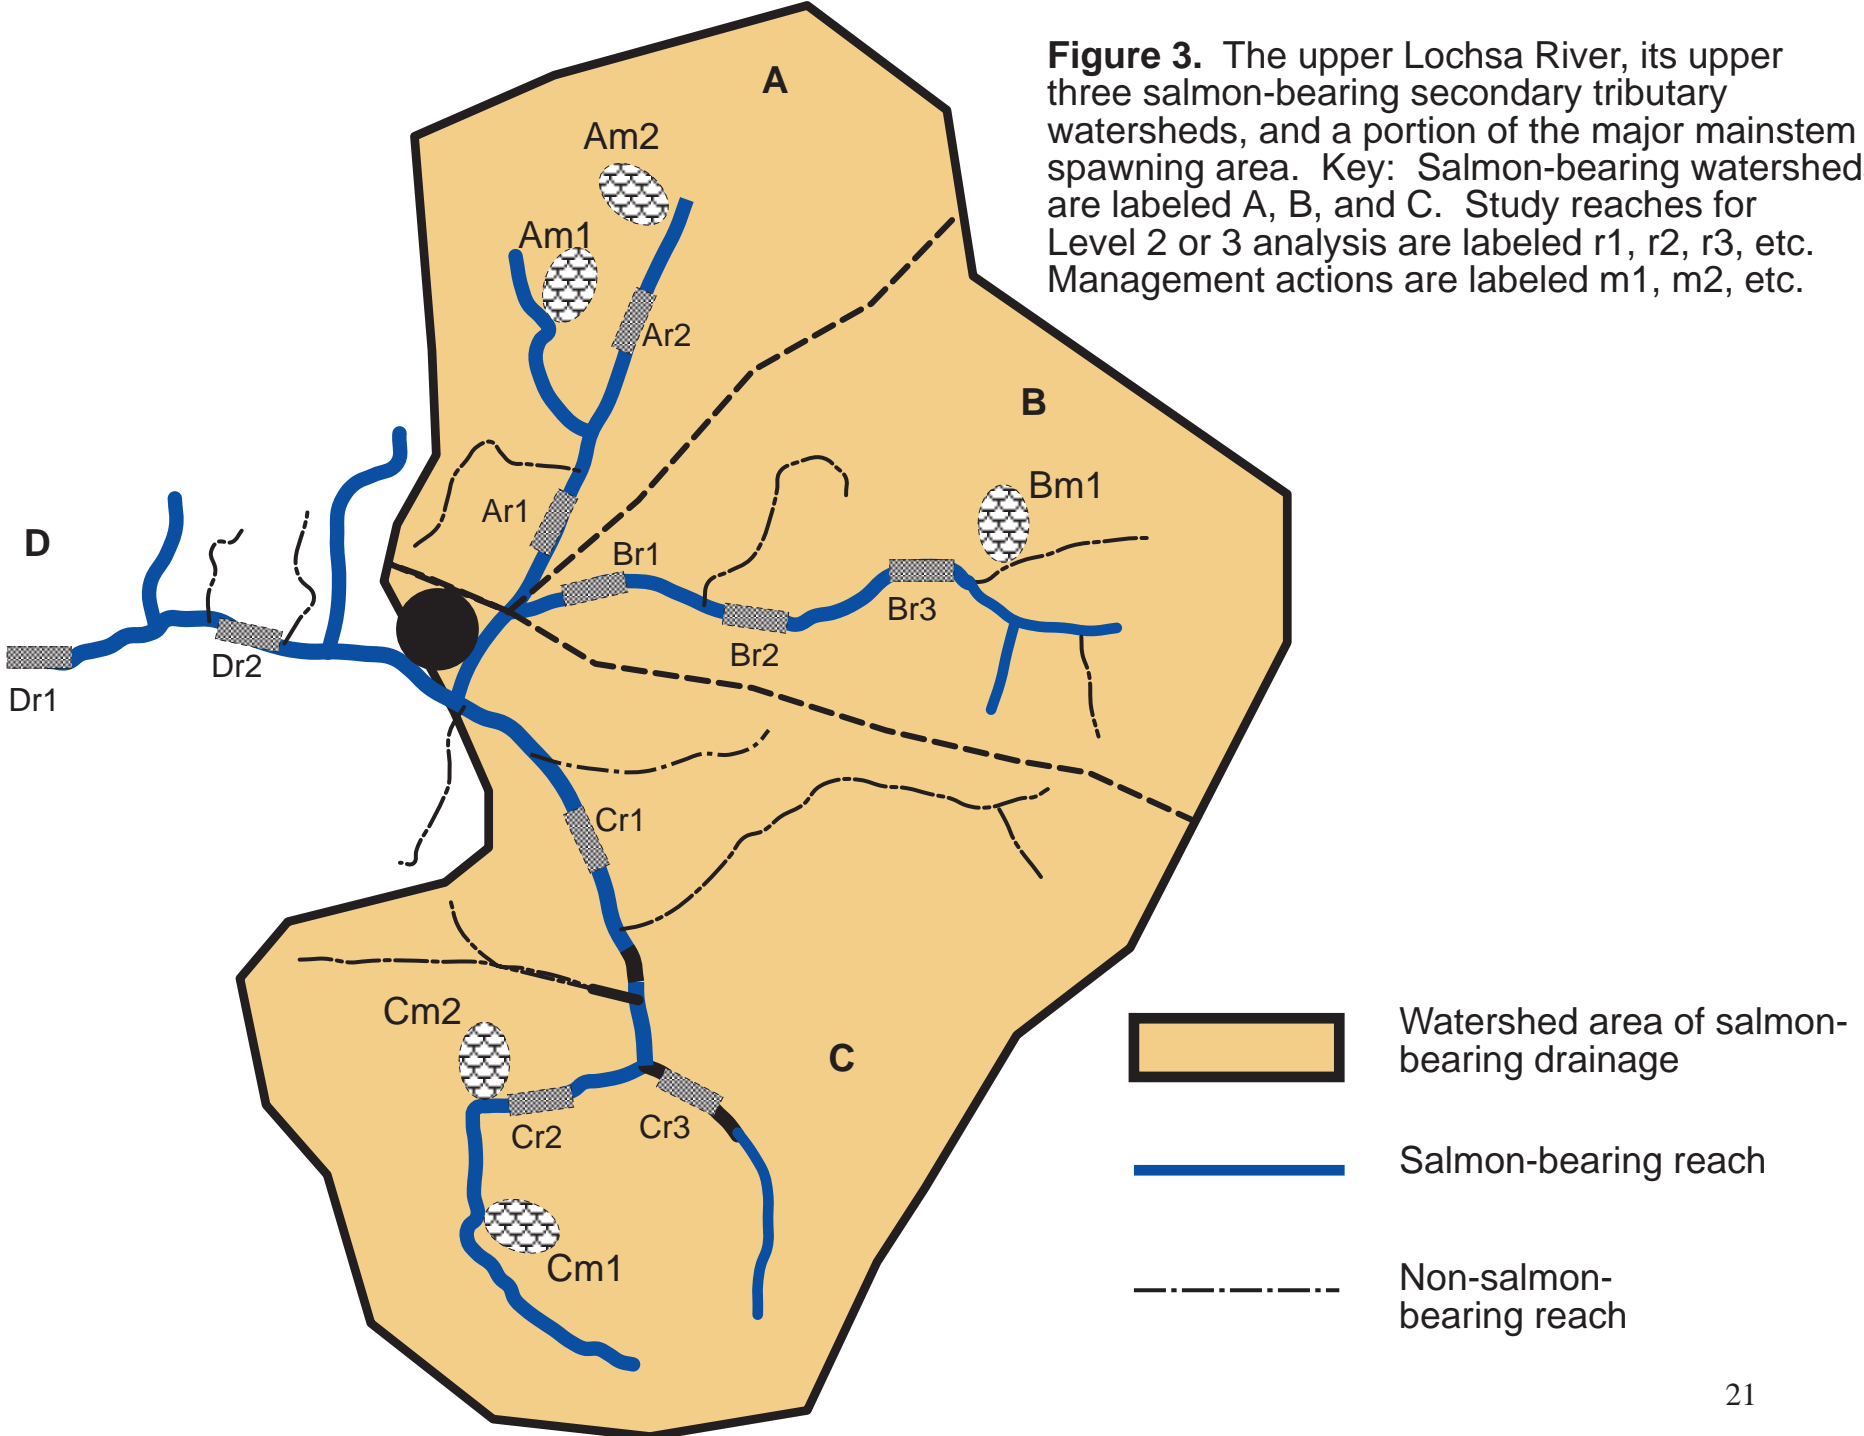 Figure 3. The upper Lochsa River, its upper
three salmon-bearing secondary tributary
watersheds, and a portion of the major mainstem
spawning area. Key: Salmon-bearing watershed
are labeled A, B, and C. Study reaches for
Level 2 or 3 analysis are labeled r1, r2, r3, etc.
Management actions are labeled m1, m2, etc.
A
Am2
Am1
Ar2
B
Bm1
Ar1
D
Br1
Br3
Br2
Dr2
Dr1
Cr1
Cm2
C
Cr2
Cr3
Cm1
Watershed area of salmon-
bearing drainage
Salmon-bearing reach
Non-salmon-
bearing reach
21